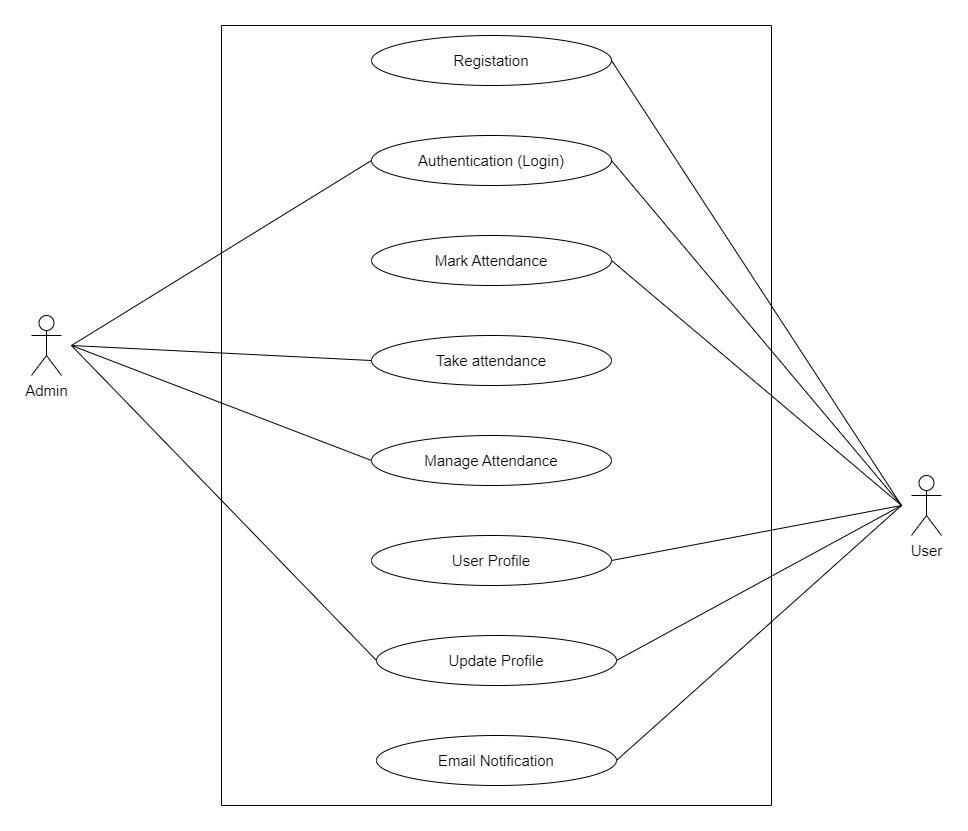 Registation
Authentication (Login)
Mark Attendance
Take attendance
Admin
Manage Attendance
User
User Profile
Update Profile
Email Notification